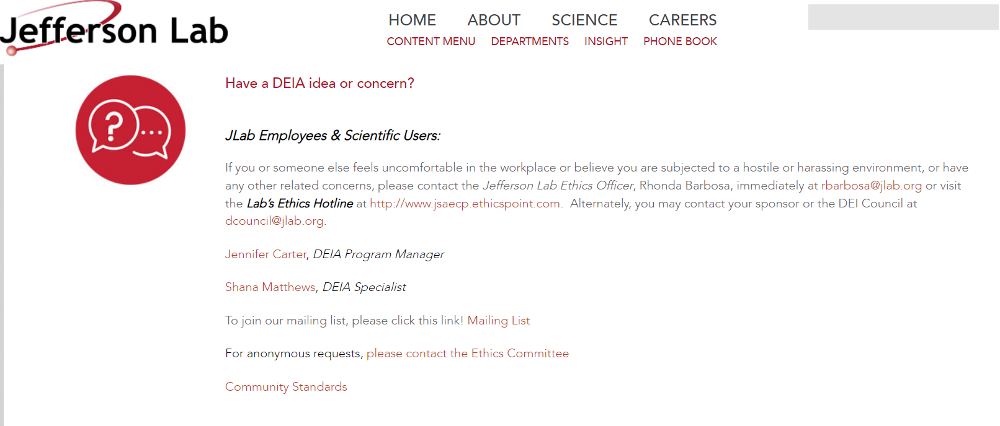 Jefferson Lab
HOME ABOUT SCIENCE CAREERS
CONTENT MENU DEPARTMENTS INSIGHT PHONE BOOK
Have a DEIA idea or concern?
?
JLab Employees & Scientific Users:
If you or someone else feels uncomfortable in the workplace or believe you are subjected to a hostile or harassing environment, or have
any other related concerns, please contact the Jefferson Lab Ethics Officer, Rhonda Barbosa, immediately at rbarbosa@jlab.org or visit
the Lab’s Ethics Hotline at http://www.jsaecp.ethicspoint.com.  Alternately, you may contact your sponsor or the DEI Council at
dcouncil@jlab.org.
Jennifer Carter, DEIA Program Manager
Shana Matthews, DEIA Specialist
To join our mailing list, please click this link! Mailing List
For anonymous requests, please contact the Ethics Committee
Community Standards